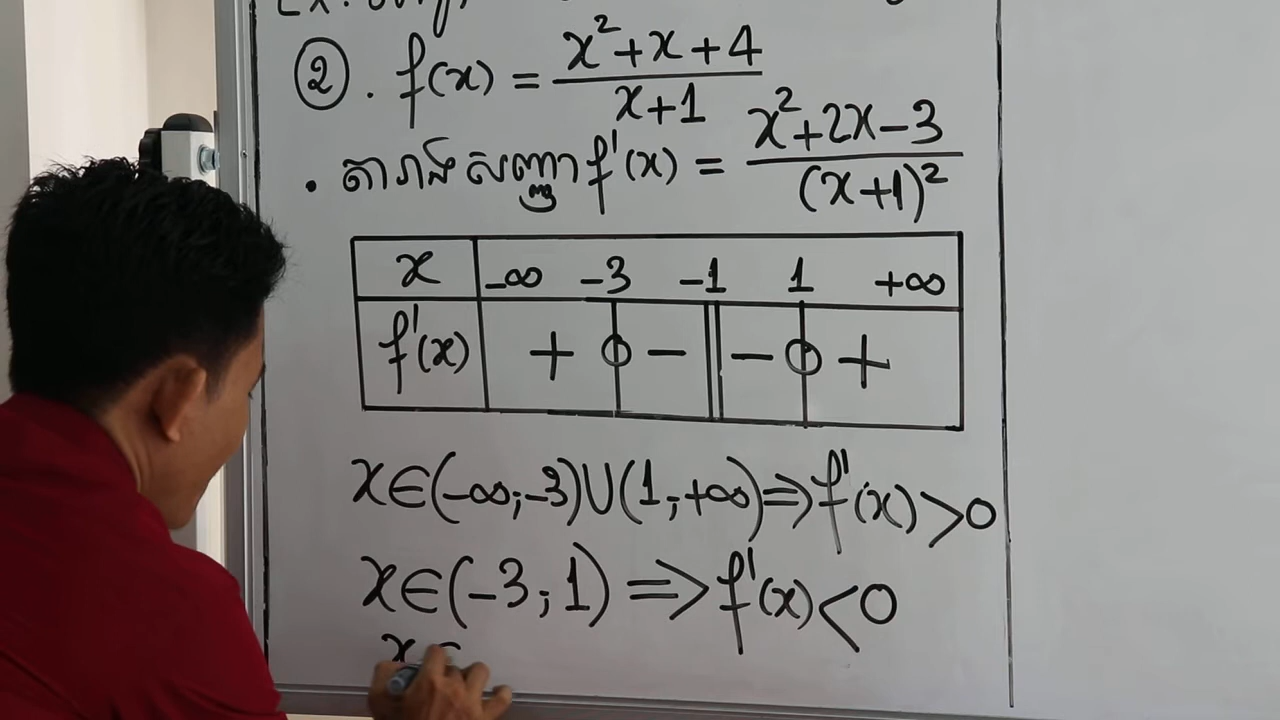 ② . f(x) = (x²+x+4)/(x+1)
. តារាងសញ្ញា f'(x) = (x²+2x-3)/(x+1)²
x -∞ -3 -1 1 +∞
f'(x) + 0 - || - 0 +
x∈(-∞;-3)∪(1,+∞)⇒f'(x)>0
x∈(-3;1)⇒f'(x)<0
x